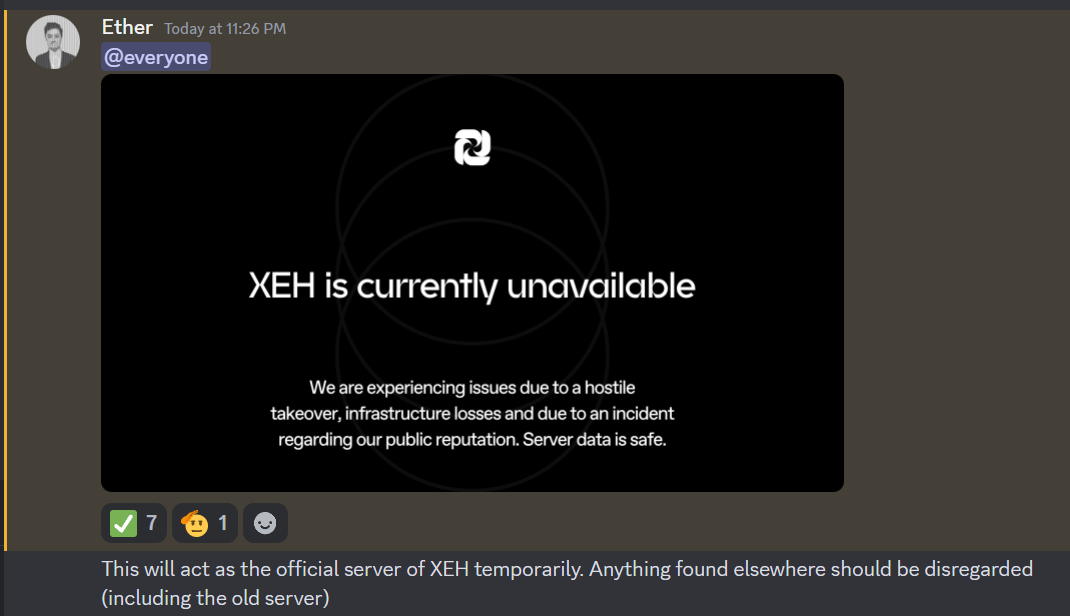 Ether Today at 11:26 PM
@everyone
XEH is currently unavailable
We are experiencing issues due to a hostile
takeover, infrastructure losses and due to an incident
regarding our public reputation. Server data is safe.
7 1
This will act as the official server of XEH temporarily. Anything found elsewhere should be disregarded
(including the old server)